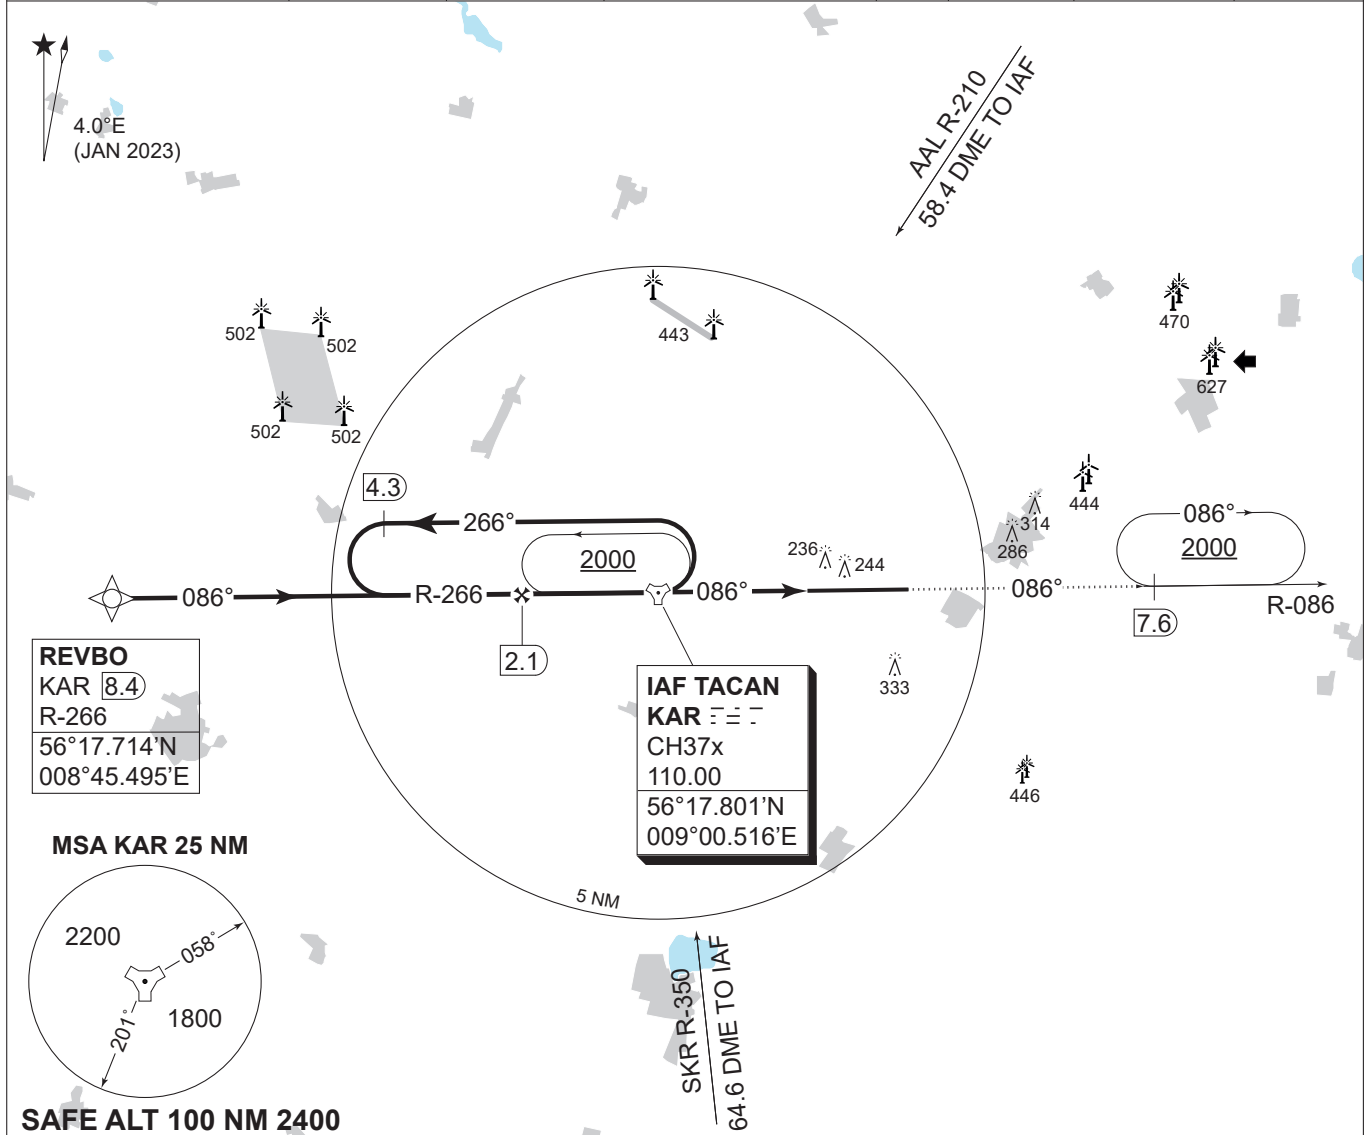 4.0°E
(JAN 2023)
AAL R-210
58.4 DME TO IAF
502
502
502
502
443
470
627
444
314
286
236
244
333
446
4.3
266°
2000
086°
R-266
086°
086°
086°
2000
7.6
R-086
2.1
REVBO
KAR 8.4
R-266
56°17.714’N
008°45.495’E
IAF TACAN
KAR
CH37x
110.00
56°17.801’N
009°00.516’E
5 NM
MSA KAR 25 NM
2200
058°
1800
201°
SKR R-350
64.6 DME TO IAF
SAFE ALT 100 NM 2400